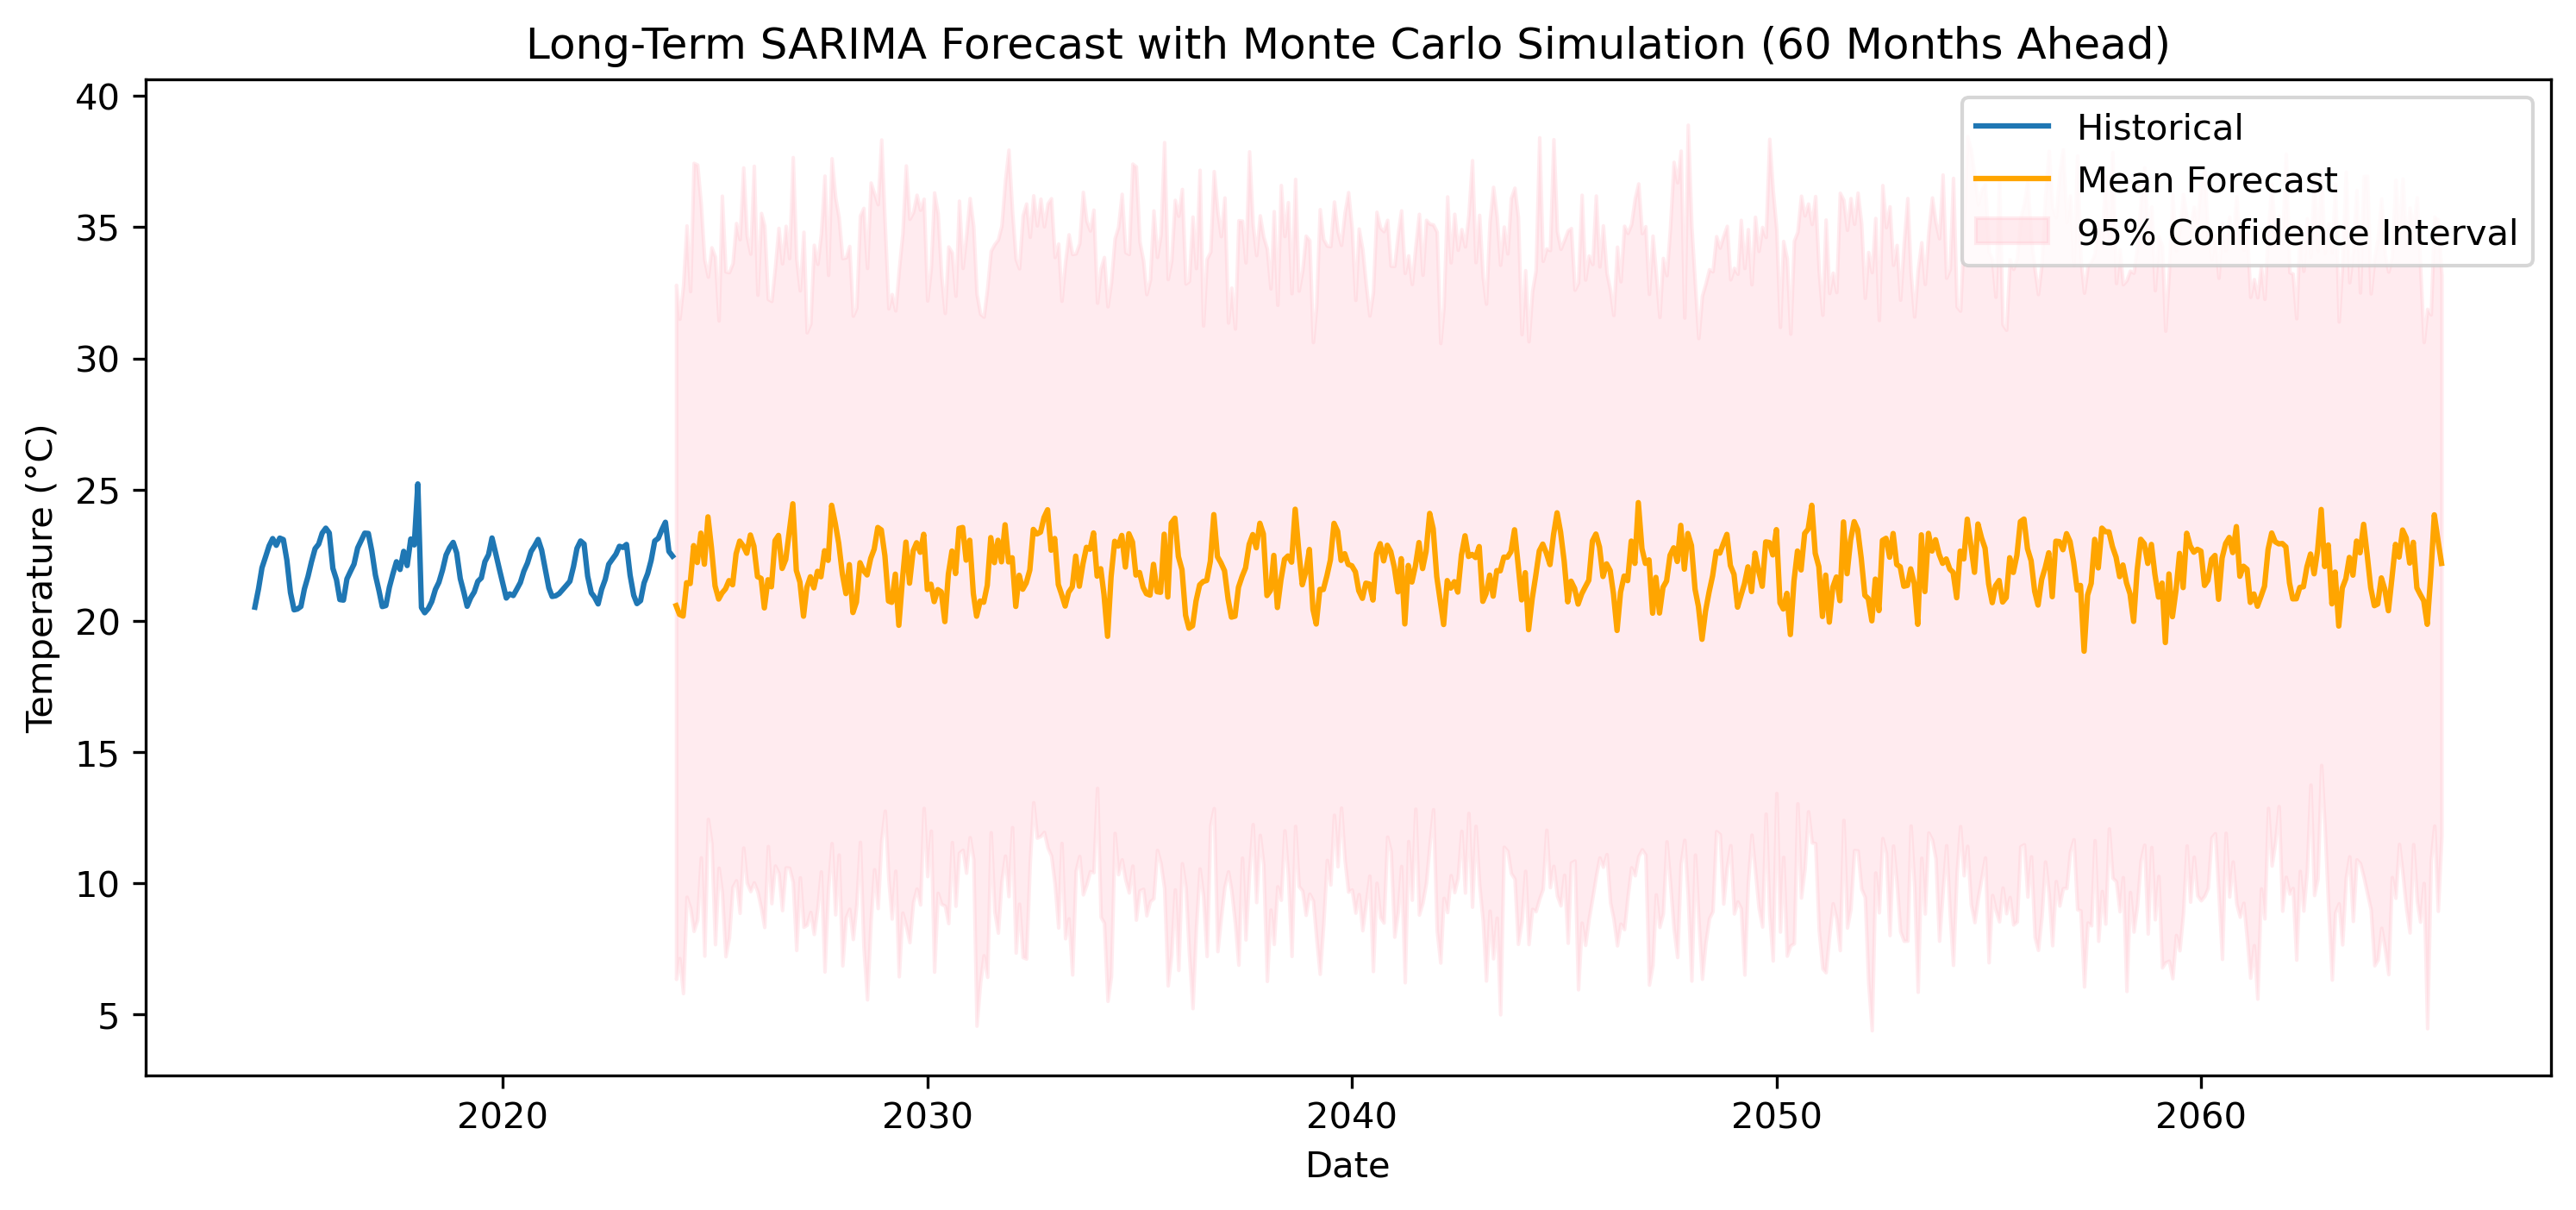 Long-Term SARIMA Forecast with Monte Carlo Simulation (60 Months Ahead)
Historical
Mean Forecast
95% Confidence Interval
Temperature (°C)
40
35
30
25
20
15
10
5
2020 2030 2040 2050 2060
Date